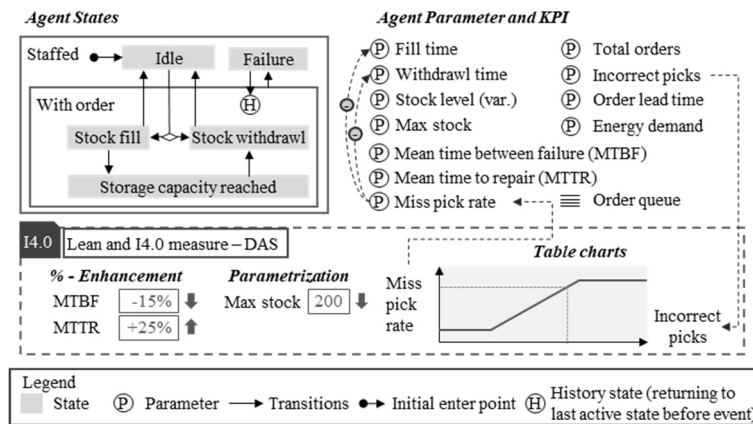 Agent States
Agent Parameter and KPI
Staffed
Idle
Failure
H
With order
Stock fill
Stock withdrawl
Storage capacity reached
P Fill time
P Total orders
P Withdrawl time
P Incorrect picks
P Stock level (var.)
P Order lead time
P Max stock
P Energy demand
P Mean time between failure (MTBF)
P Mean time to repair (MTTR)
P Miss pick rate
Order queue
-
-
I4.0
Lean and I4.0 measure – DAS
% - Enhancement
Parametrization
Table charts
MTBF
-15%
Max stock
200
MTTR
+25%
Miss
pick
rate
Incorrect
picks
Legend
State
P Parameter
Transitions
Initial enter point
H History state (returning to
last active state before event)